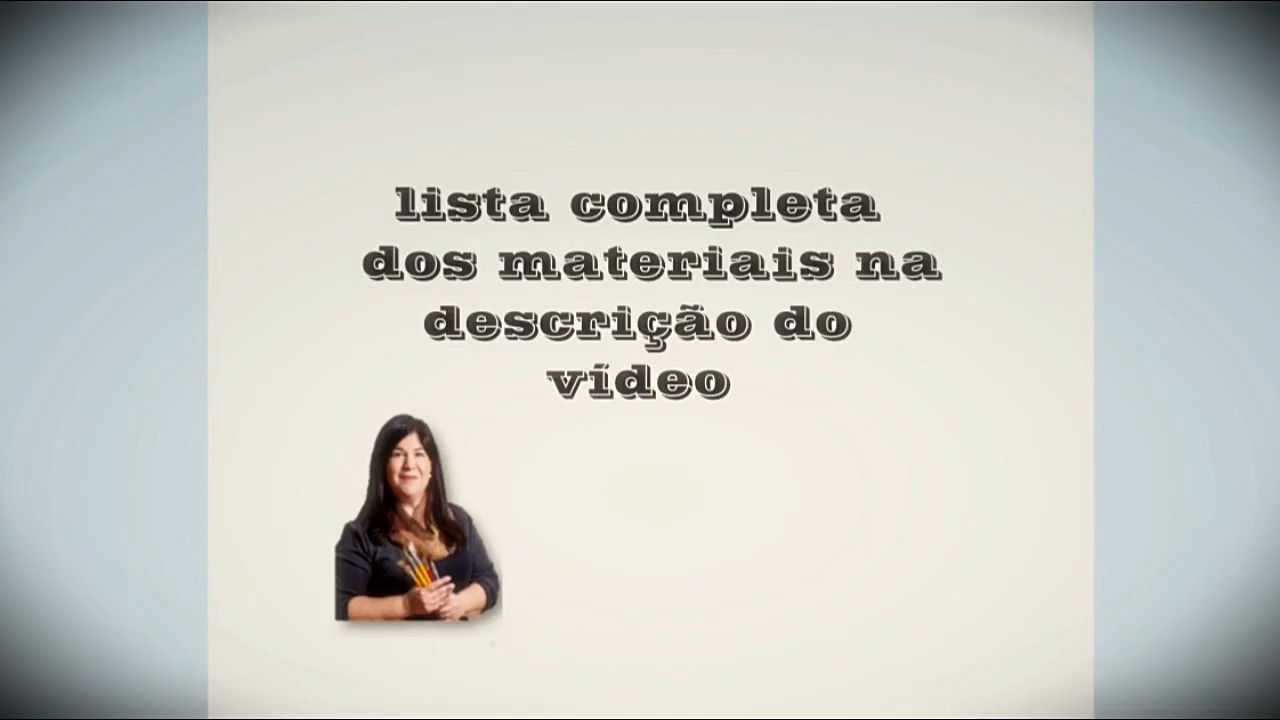 lista completa
dos materiais na
descrição do
vídeo